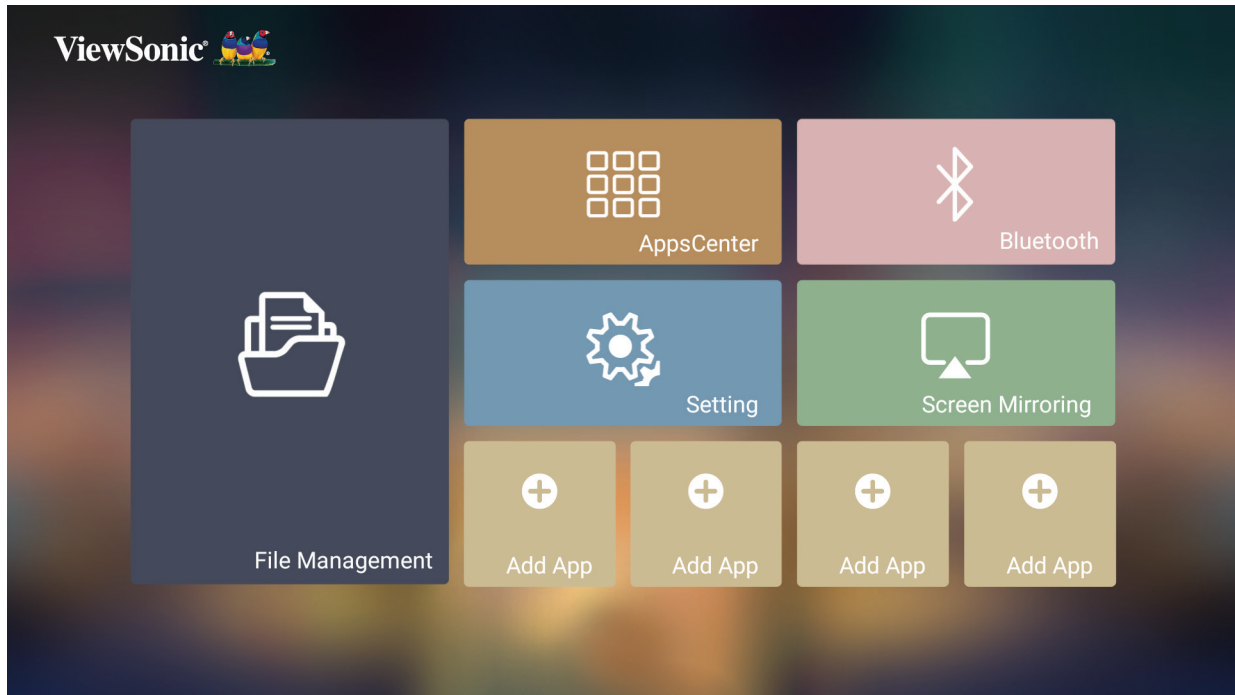 ViewSonic®
AppsCenter
Bluetooth
Setting
Screen Mirroring
File Management
Add App
Add App
Add App
Add App